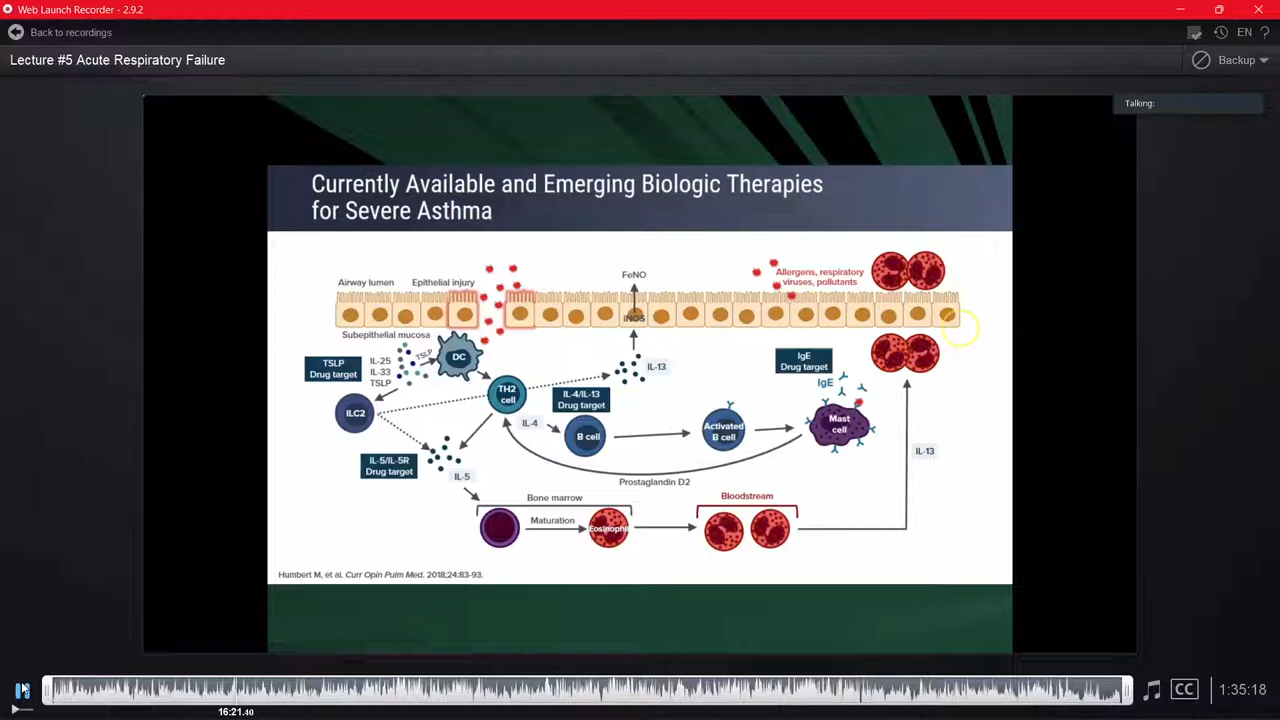 Web Launch Recorder - 2.9.2
Back to recordings
EN ?
Lecture #5 Acute Respiratory Failure
Backup
Talking:
Currently Available and Emerging Biologic Therapies
for Severe Asthma
FeNO
Allergens, respiratory
viruses, pollutants
Airway lumen
Epithelial injury
iNOS
Subepithelial mucosa
TSLP
Drug target
IL-25
IL-33
TSLP
TSLP
DC
IL-13
IgE
Drug target
IgE
TH2
cell
IL-4/IL-13
Drug target
ILC2
IL-4
B cell
Activated
B cell
Mast
cell
IL-5/IL-5R
Drug target
IL-5
IL-13
Prostaglandin D2
Bone marrow
Bloodstream
Maturation
Eosinophil
Humbert M, et al. Curr Opin Pulm Med. 2018;24:83-93.
CC
1:35:18
16:21.40